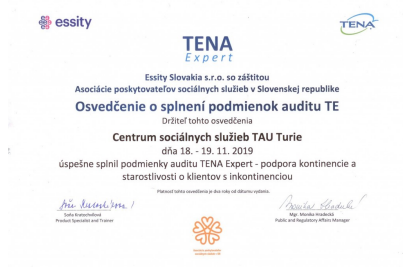 essity
TENA
TENA
Expert
Essity Slovakia s.r.o. so záštitou
Asociácie poskytovateľov sociálnych služieb v Slovenskej republike
Osvedčenie o splnení podmienok auditu TE
Držiteľ tohto osvedčenia
Centrum sociálnych služieb TAU Turie
dňa 18. - 19. 11. 2019
úspešne splnil podmienky auditu TENA Expert - podpora kontinencie a
starostlivosti o klientov s inkontinenciou
Platnosť tohto osvedčenia je dva roky od dátumu vydania.
Soňa Kretschillová
Mgr. Monika Hradecká
Product Specialist and Trainer
Public and Regulatory Affairs Manager